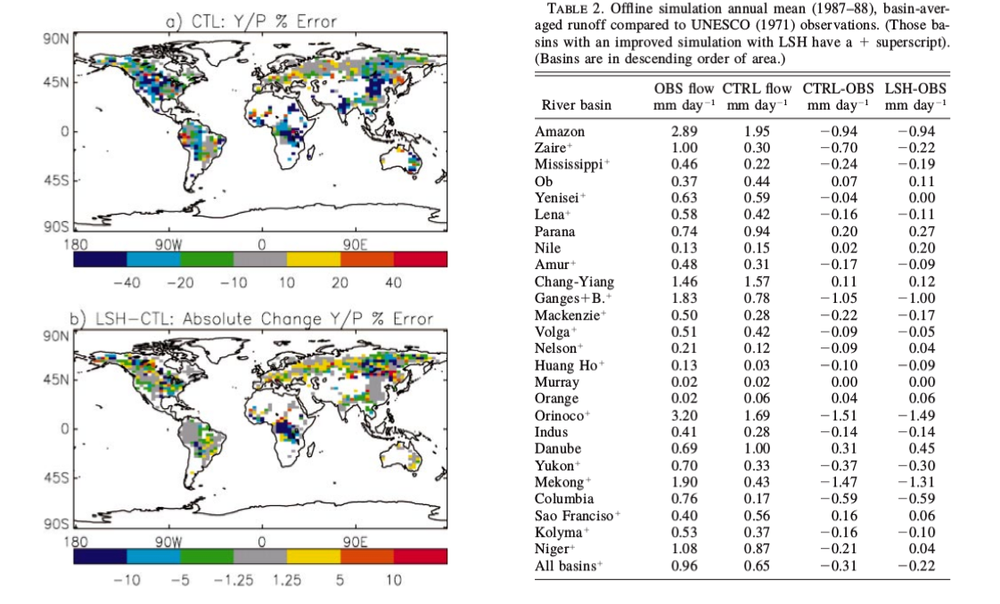 a) CTL: Y/P % Error
90N
45N
0
45S
90S
180 90W 0 90E
−40 −20 −10 10 20 40
b) LSH−CTL: Absolute Change Y/P % Error
90N
45N
0
45S
90S
180 90W 0 90E
−10 −5 −1.25 1.25 5 10
TABLE 2. Offline simulation annual mean (1987–88), basin-aver-
aged runoff compared to UNESCO (1971) observations. (Those ba-
sins with an improved simulation with LSH have a + superscript).
(Basins are in descending order of area.)
OBS flow CTRL flow CTRL-OBS LSH-OBS
River basin mm day⁻¹ mm day⁻¹ mm day⁻¹ mm day⁻¹
Amazon 2.89 1.95 −0.94 −0.94
Zaire⁺ 1.00 0.30 −0.70 −0.22
Mississippi⁺ 0.46 0.22 −0.24 −0.19
Ob 0.37 0.44 0.07 0.11
Yenisei⁺ 0.63 0.59 −0.04 0.00
Lena⁺ 0.58 0.42 −0.16 −0.11
Parana 0.74 0.94 0.20 0.27
Nile 0.13 0.15 0.02 0.20
Amur⁺ 0.48 0.31 −0.17 −0.09
Chang-Yiang 1.46 1.57 0.11 0.12
Ganges+B.⁺ 1.83 0.78 −1.05 −1.00
Mackenzie⁺ 0.50 0.28 −0.22 −0.17
Volga⁺ 0.51 0.42 −0.09 −0.05
Nelson⁺ 0.21 0.12 −0.09 0.04
Huang Ho⁺ 0.13 0.03 −0.10 −0.09
Murray 0.02 0.02 0.00 0.00
Orange 0.02 0.06 0.04 0.06
Orinoco⁺ 3.20 1.69 −1.51 −1.49
Indus 0.41 0.28 −0.14 −0.14
Danube 0.69 1.00 0.31 0.45
Yukon⁺ 0.70 0.33 −0.37 −0.30
Mekong⁺ 1.90 0.43 −1.47 −1.31
Columbia 0.76 0.17 −0.59 −0.59
Sao Franciso⁺ 0.40 0.56 0.16 0.06
Kolyma⁺ 0.53 0.37 −0.16 −0.10
Niger⁺ 1.08 0.87 −0.21 0.04
All basins⁺ 0.96 0.65 −0.31 −0.22